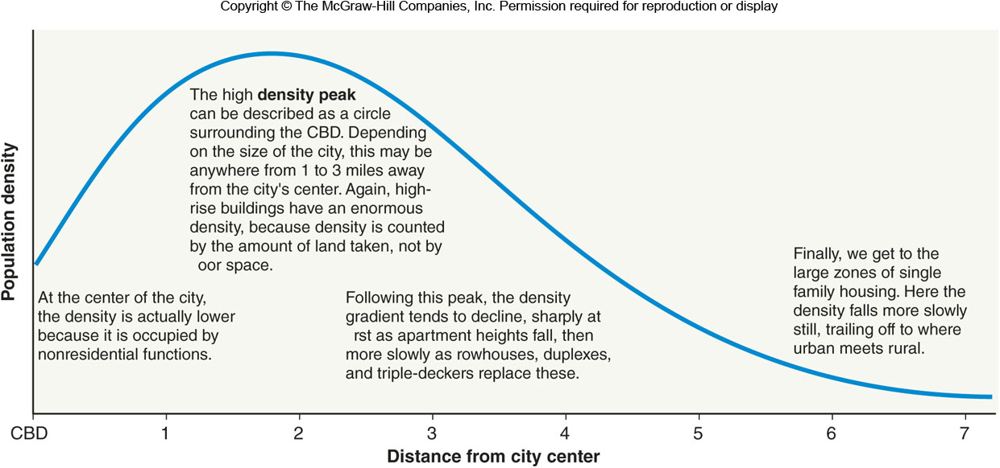 Copyright © The McGraw-Hill Companies, Inc. Permission required for reproduction or display
Population density
The high density peak
can be described as a circle
surrounding the CBD. Depending
on the size of the city, this may be
anywhere from 1 to 3 miles away
from the city's center. Again, high-
rise buildings have an enormous
density, because density is counted
by the amount of land taken, not by
oor space.
At the center of the city,
the density is actually lower
because it is occupied by
nonresidential functions.
Following this peak, the density
gradient tends to decline, sharply at
rst as apartment heights fall, then
more slowly as rowhouses, duplexes,
and triple-deckers replace these.
Finally, we get to the
large zones of single
family housing. Here the
density falls more slowly
still, trailing off to where
urban meets rural.
CBD 1 2 3 4 5 6 7
Distance from city center